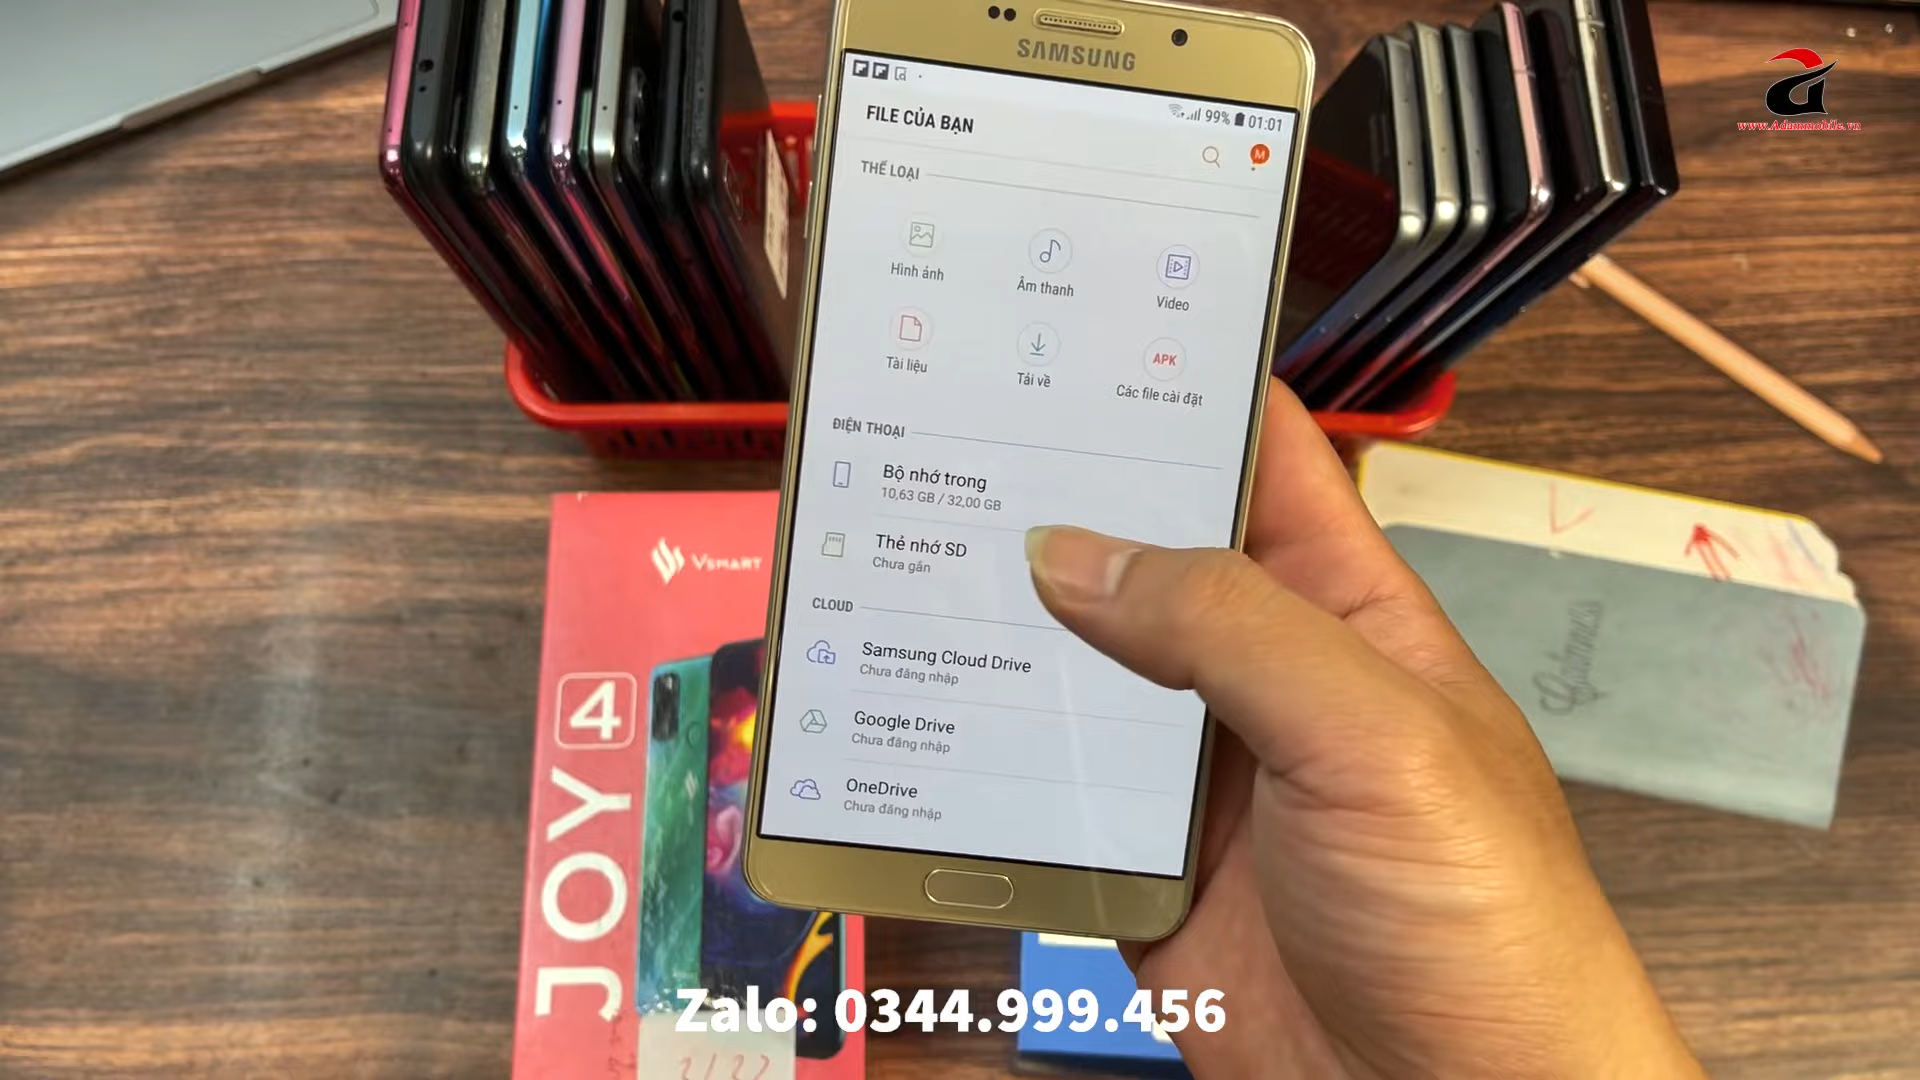 SAMSUNG
99% 01:01
FILE CỦA BẠN
M
THỂ LOẠI
Hình ảnh
Âm thanh
Video
Tài liệu
Tải về
APK
Các file cài đặt
ĐIỆN THOẠI
Bộ nhớ trong
10,63 GB / 32,00 GB
Thẻ nhớ SD
Chưa gắn
CLOUD
Samsung Cloud Drive
Chưa đăng nhập
Google Drive
Chưa đăng nhập
OneDrive
Chưa đăng nhập
www.Adammobile.vn
VSMART
JOY 4
Zalo: 0344.999.456